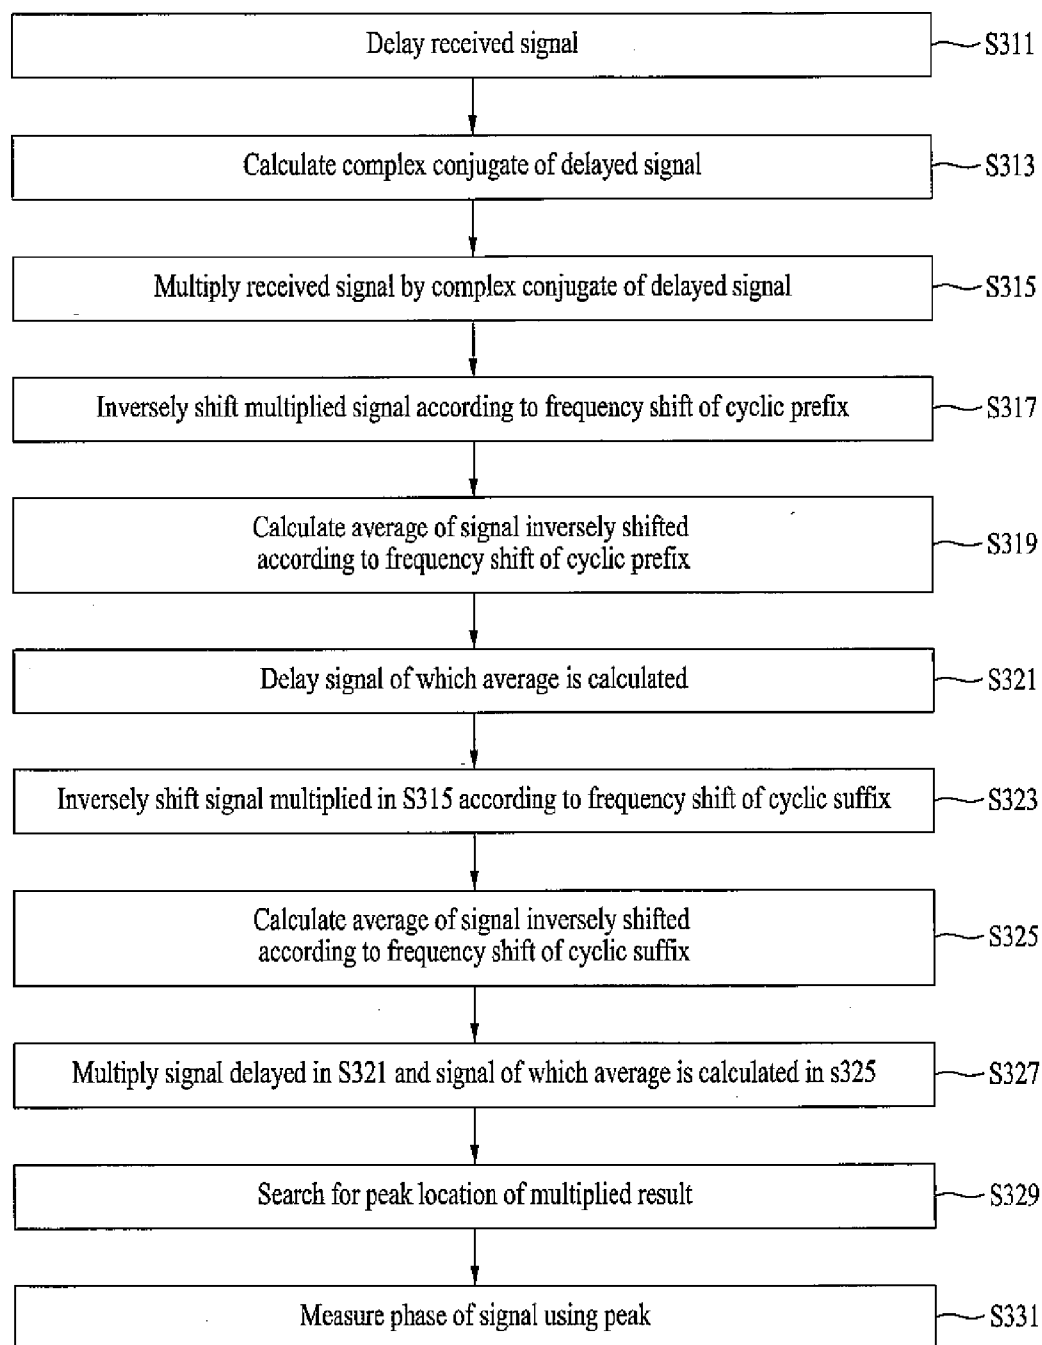 Delay received signal
S311
Calculate complex conjugate of delayed signal
S313
Multiply received signal by complex conjugate of delayed signal
S315
Inversely shift multiplied signal according to frequency shift of cyclic prefix
S317
Calculate average of signal inversely shifted
according to frequency shift of cyclic prefix
S319
Delay signal of which average is calculated
S321
Inversely shift signal multiplied in S315 according to frequency shift of cyclic suffix
S323
Calculate average of signal inversely shifted
according to frequency shift of cyclic suffix
S325
Multiply signal delayed in S321 and signal of which average is calculated in s325
S327
Search for peak location of multiplied result
S329
Measure phase of signal using peak
S331